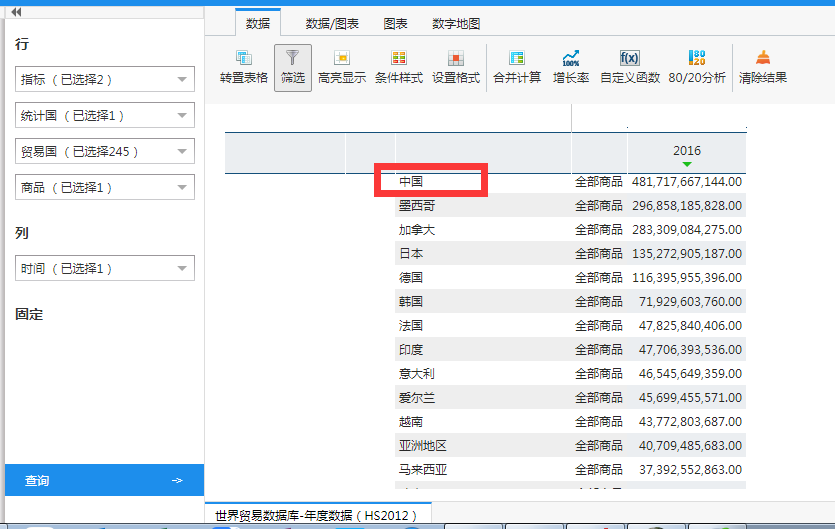 行
指标 （已选择2）
统计国（已选择1）
贸易国（已选择245）
商品（已选择1）
列
时间（已选择1）
固定
查询
数据 数据/图表 图表 数字地图
转置表格 筛选 高亮显示 条件样式 设置格式 合并计算 增长率 自定义函数 80/20分析 清除结果
2016
中国 全部商品 481,717,667,144.00
墨西哥 全部商品 296,858,185,828.00
加拿大 全部商品 283,309,084,275.00
日本 全部商品 135,272,905,187.00
德国 全部商品 116,395,955,396.00
韩国 全部商品 71,929,603,760.00
法国 全部商品 47,825,840,406.00
印度 全部商品 47,706,393,536.00
意大利 全部商品 46,545,649,359.00
爱尔兰 全部商品 45,699,455,571.00
越南 全部商品 43,772,803,687.00
亚洲地区 全部商品 40,709,485,683.00
马来西亚 全部商品 37,392,552,863.00
世界贸易数据库-年度数据（HS2012）